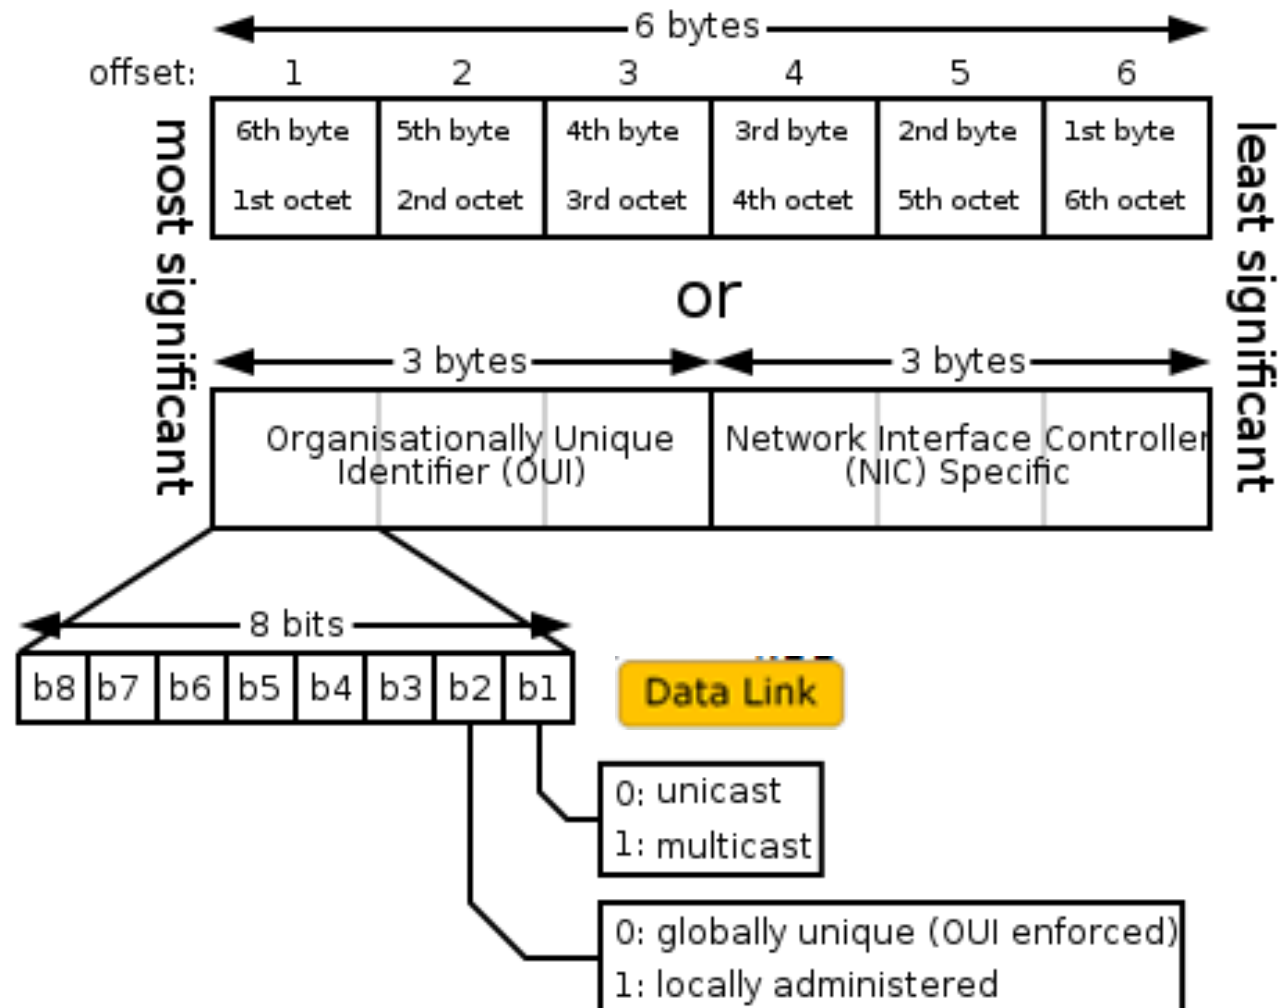 6 bytes
offset: 1 2 3 4 5 6
most significant
6th byte 5th byte 4th byte 3rd byte 2nd byte 1st byte
1st octet 2nd octet 3rd octet 4th octet 5th octet 6th octet
least significant
or
3 bytes 3 bytes
Organisationally Unique
Identifier (OUI)
Network Interface Controller
(NIC) Specific
8 bits
b8 b7 b6 b5 b4 b3 b2 b1
Data Link
0: unicast
1: multicast
0: globally unique (OUI enforced)
1: locally administered